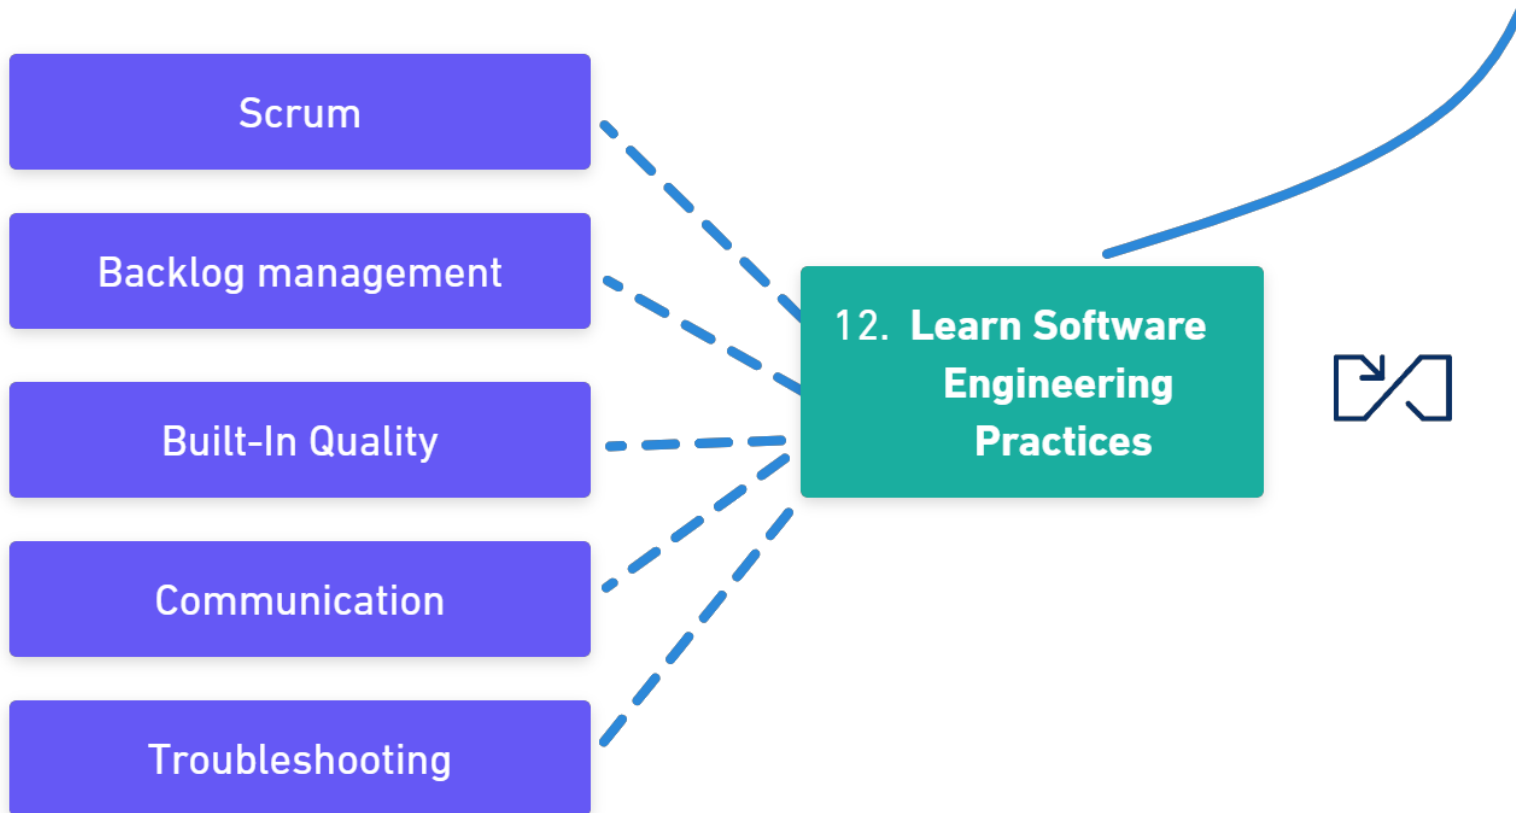 Scrum
Backlog management
Built-In Quality
Communication
Troubleshooting
12. Learn Software
Engineering
Practices